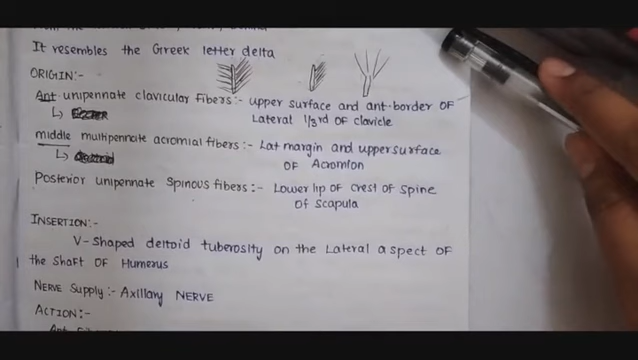 It resembles the Greek letter delta
ORIGIN:-
Ant unipennate clavicular fibers:- upper surface and ant-border OF
Lateral 1/3rd OF clavicle
middle multipennate acromial fibers:- Lat margin and upper surface
OF Acromion
Posterior unipennate Spinous fibers:- Lower lip OF crest OF Spine
OF Scapula
INSERTION:-
V-Shaped deltoid tuberosity on the Lateral aspect OF
the Shaft OF Humerus
NERVE Supply:- Axillary NERVE
ACTION:-